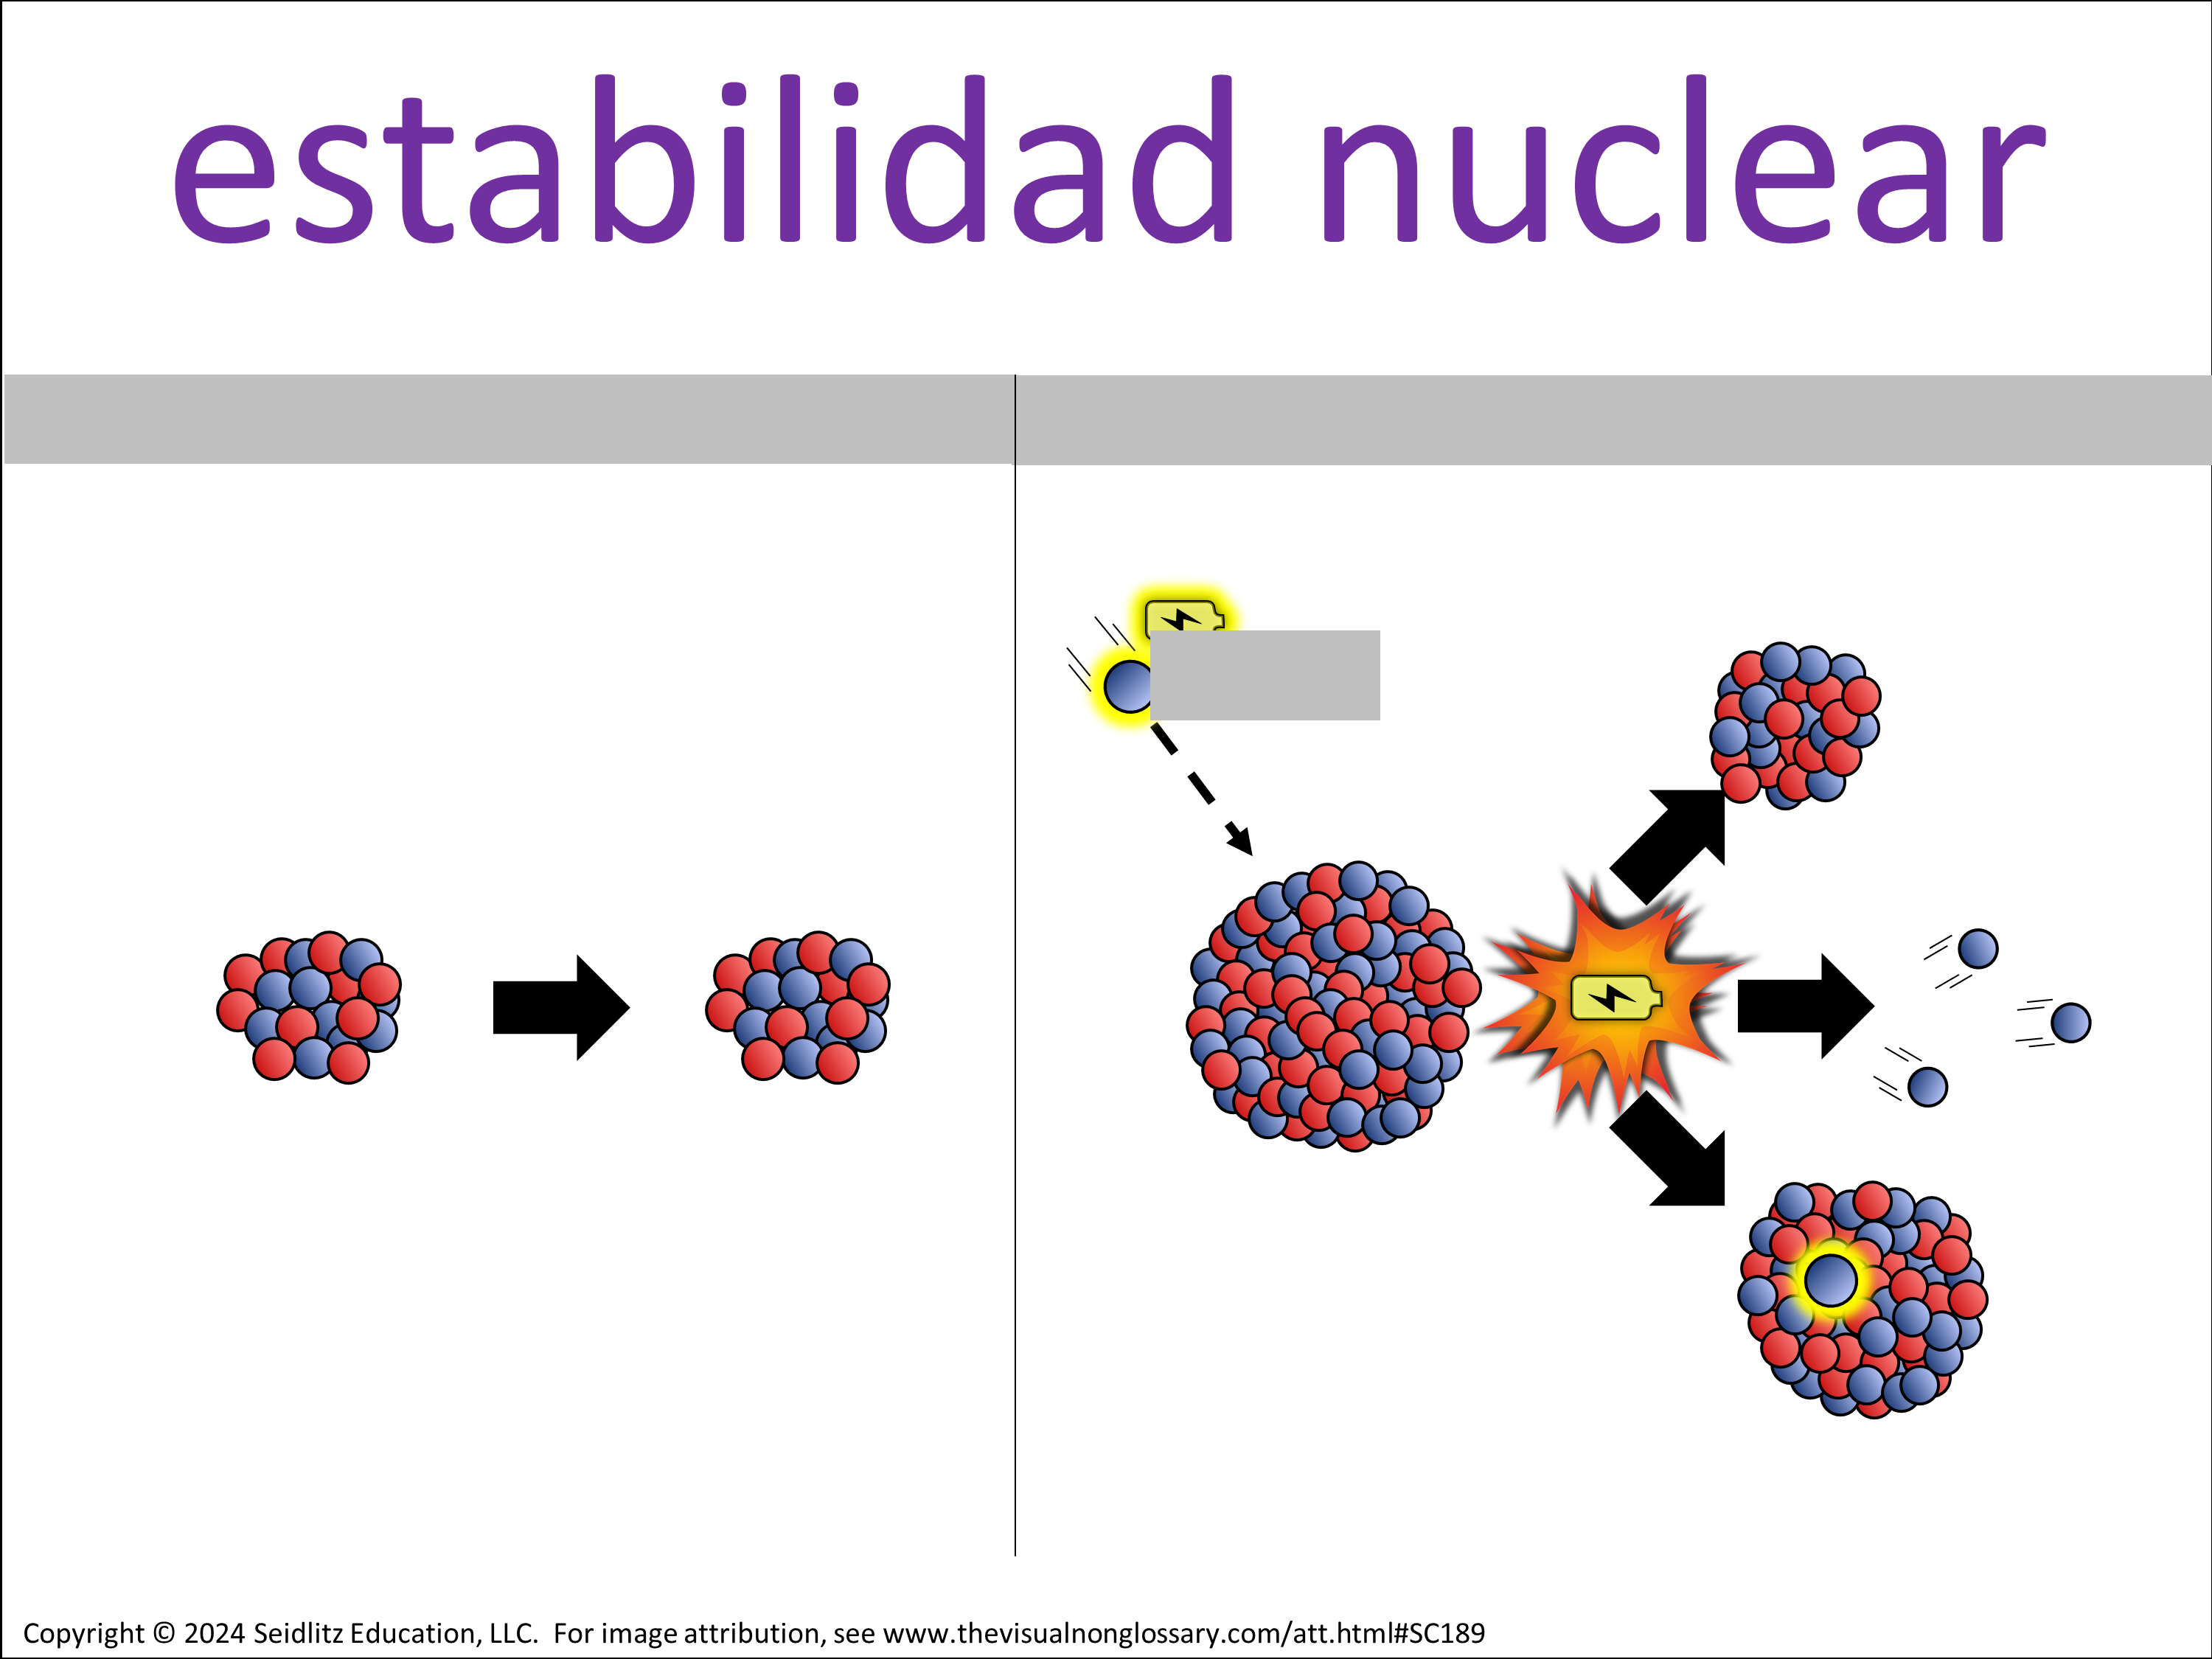 estabilidad nuclear
Copyright © 2024 Seidlitz Education, LLC.  For image attribution, see www.thevisualnonglossary.com/att.html#SC189